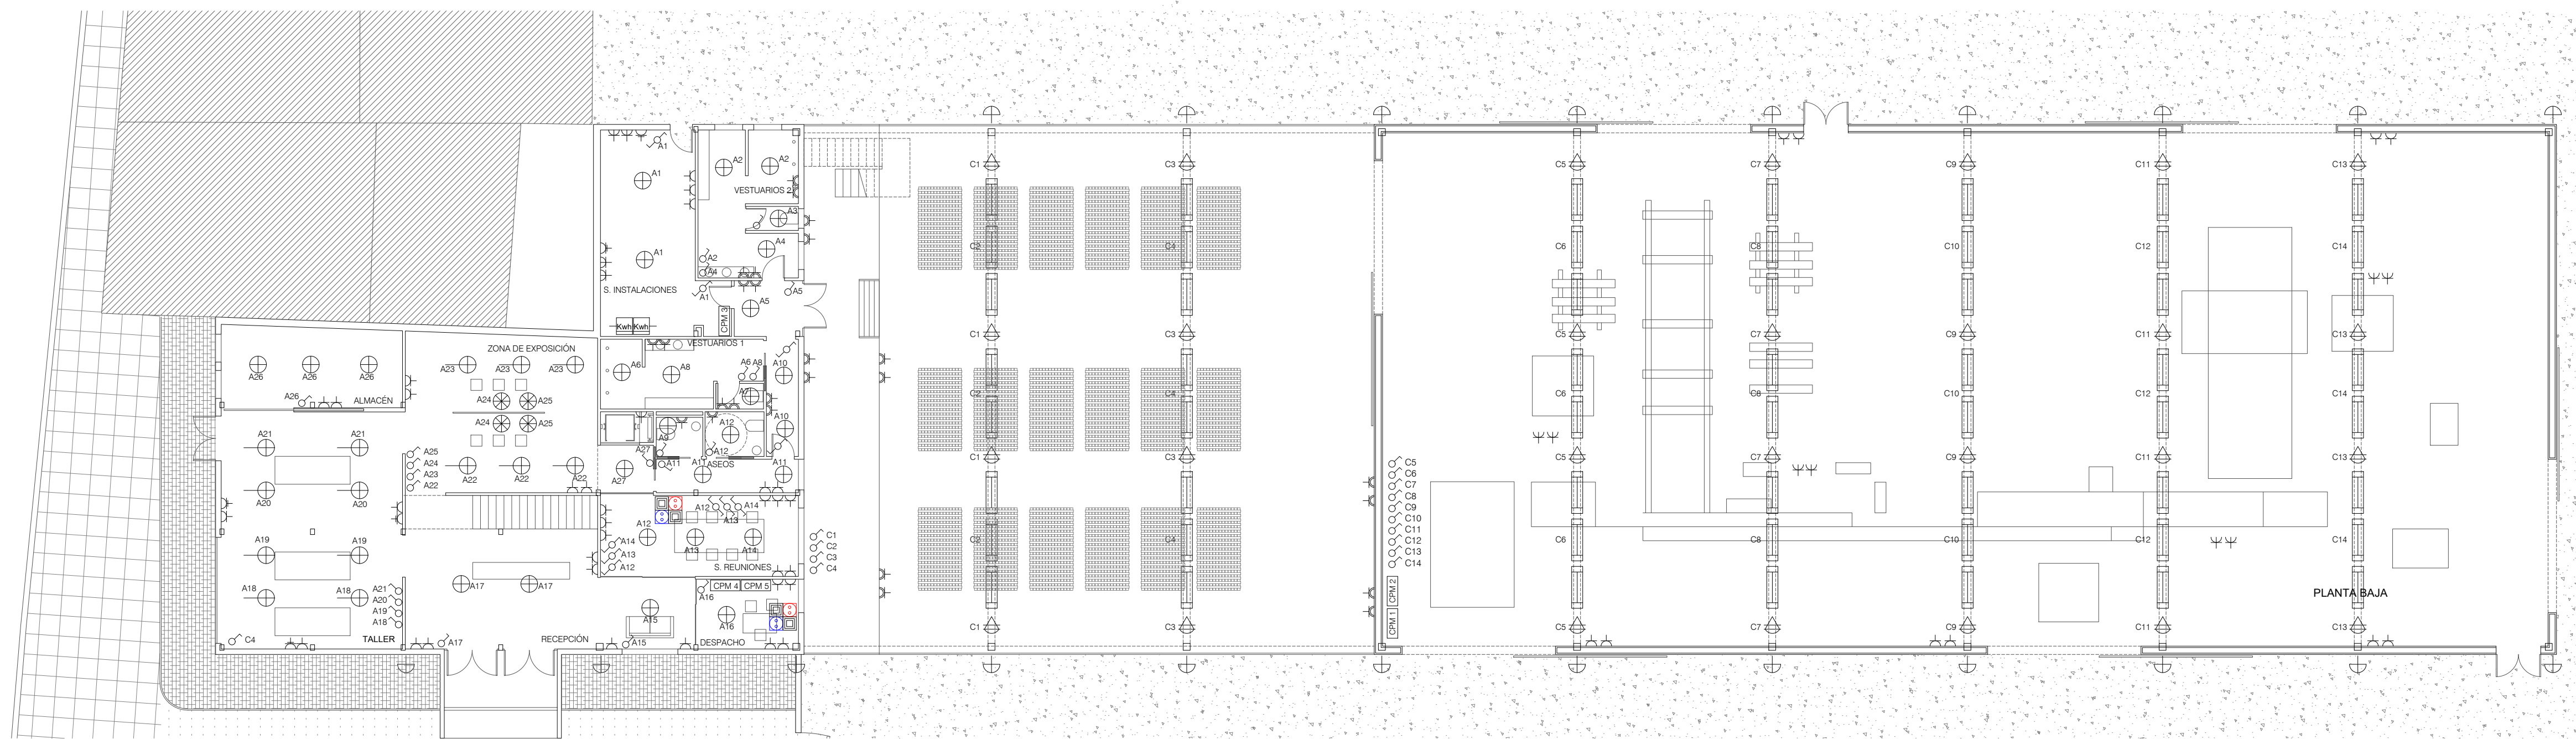 A1
A2
A2
C1
C3
C5
C7
C9
C11
C13
A1
VESTUARIOS 2
A3
A4
C2
C4
C6
C8
C10
C12
C14
A1
A2
A4
S. INSTALACIONES
A1
A5
A5
CPM 3
Kwh
Kwh
C1
C3
C5
C7
C9
C11
C13
VESTUARIOS 1
ZONA DE EXPOSICIÓN
A26
A26
A26
A23
A23
A23
A6
A8
A6
A8
A10
A7
C2
C4
C6
C8
C10
C12
C14
A26
ALMACÉN
A24
A25
A24
A25
A10
A21
A21
A9
A12
A25
A24
A23
A22
A27
A12
A11
A11
ASEOS
A11
C1
C3
C5
C7
C9
C11
C13
A20
A20
A22
A22
A22
A27
C5
C6
C7
C8
C9
C10
C11
C12
C13
C14
A12
A14
A13
A12
A13
A14
A14
A13
A12
S. REUNIONES
C1
C2
C3
C4
C2
C4
C6
C8
C10
C12
C14
A19
A19
A18
A18
A21
A20
A19
A18
A17
A17
CPM 4
CPM 5
A16
A15
A16
CPM 2
CPM 1
PLANTA BAJA
C4
TALLER
A17
RECEPCIÓN
A15
DESPACHO
C1
C3
C5
C7
C9
C11
C13